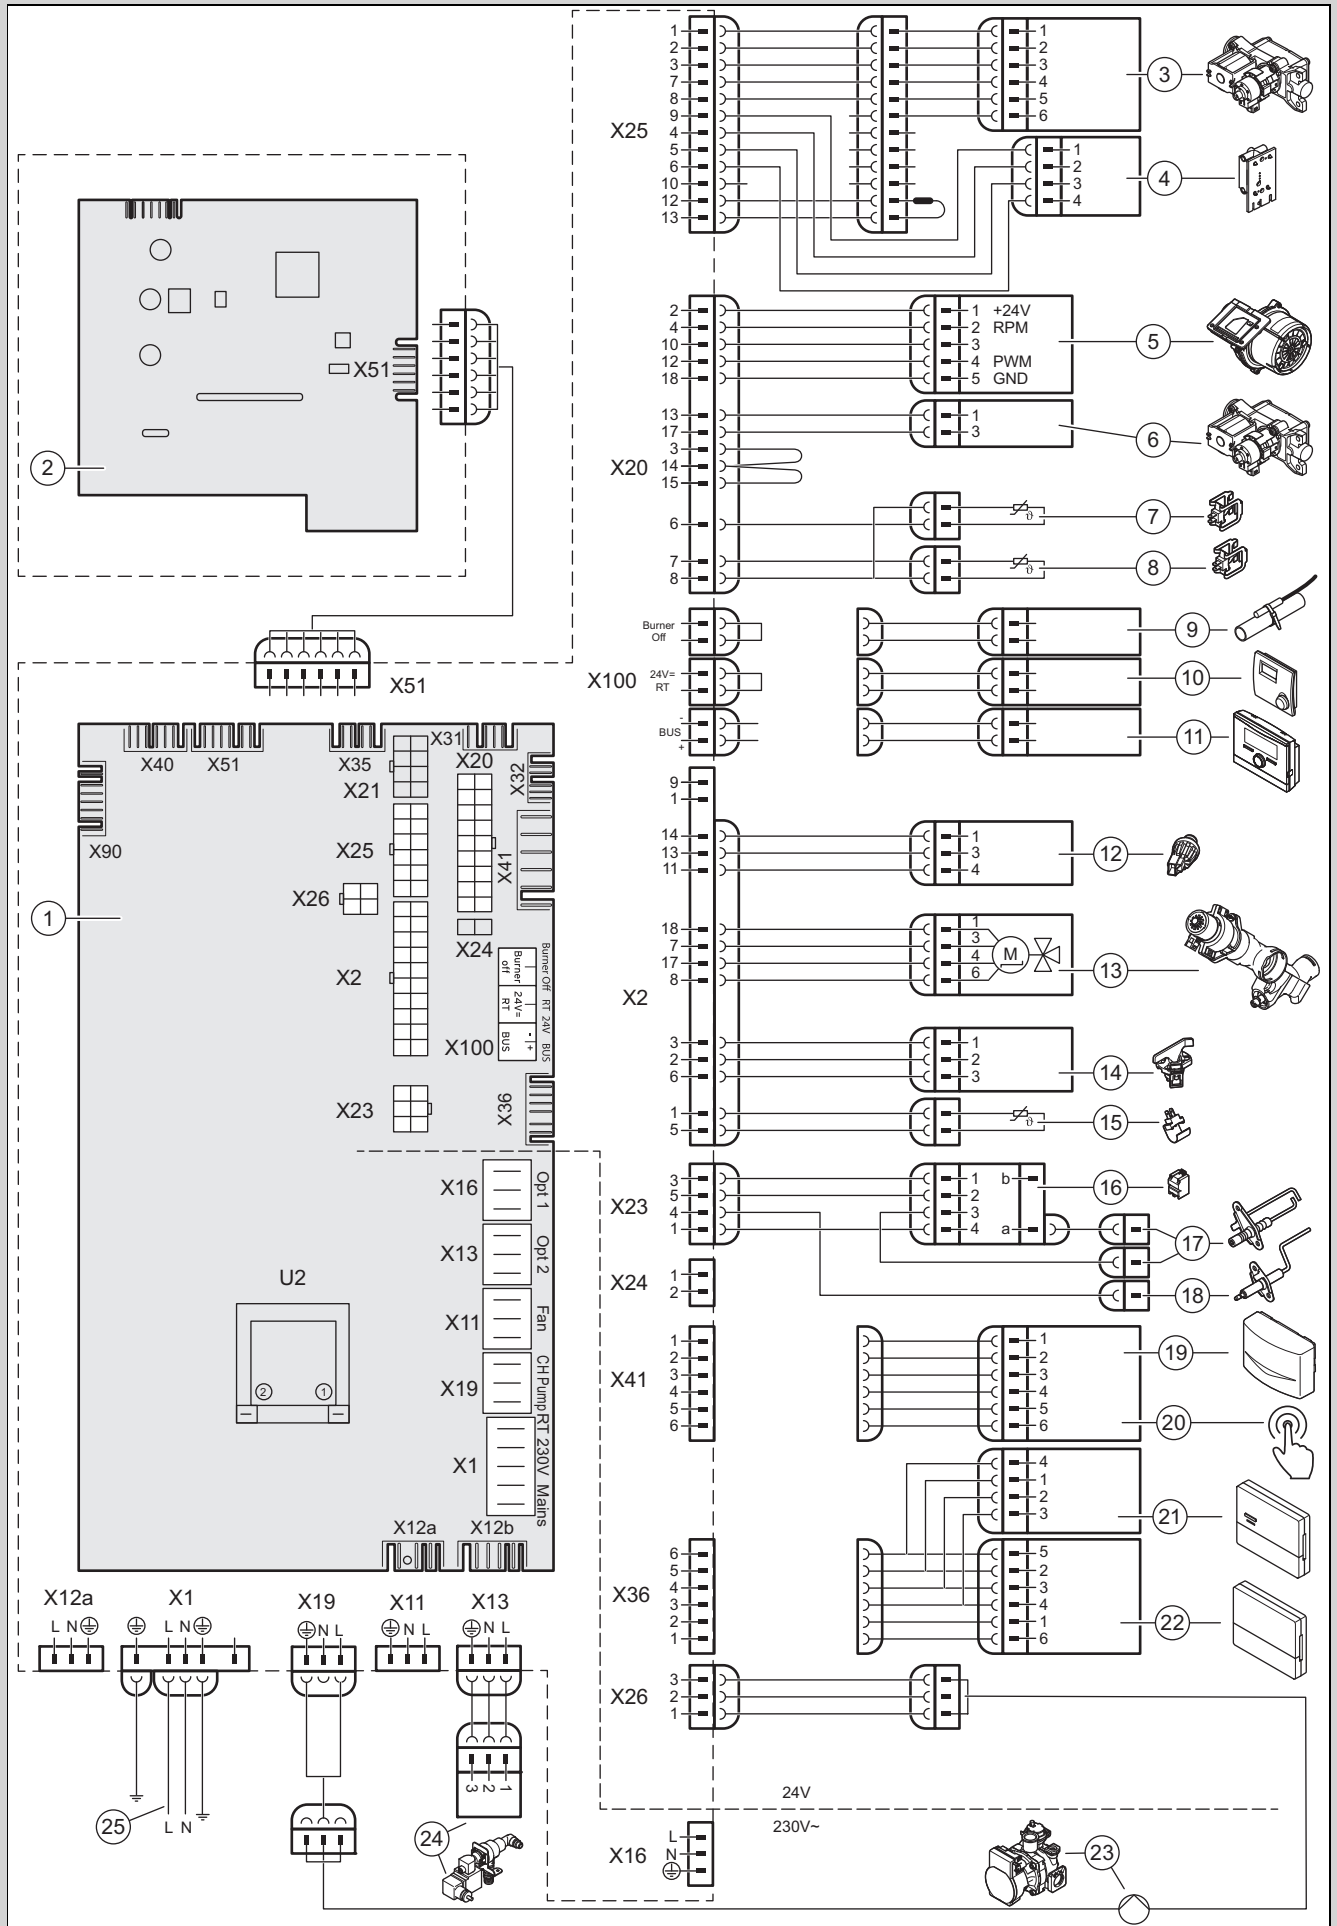 1 1
2 2
3 3
7 4
8 5
9 6
X25
4
5 1
6 2
10 3
12 4
13
3
4
X51
2
2 1 +24V
4 2 RPM
10 3
12 4 PWM
18 5 GND
5
13 1
17 3
3
X20 14
15
6
6 ϑ 7
7
8 ϑ 8
X51
Burner
Off
9
X100 24V=
RT
10
-
BUS
+
11
X40 X51 X35 X31 X20 X32
X21
X90
X25
X41
X26
1
X24
X2
Burner
off
24V=
RT
- +
BUS
Burner Off RT 24V BUS
X100
X23
X36
X16 Opt 1
X13 Opt 2
X11 Fan
X19 CH Pump
X1 RT 230V Mains
U2
2 1
X12a X12b
9
1
14 1
13 3
11 4
12
18 1
7 3
17 4
8 6
M
13
X2
3 1
2 2
6 3
14
1
5 ϑ 15
X23
3 1 b
5 2
4 3
1 4 a
16
17
X24
1
2
18
X41
1 1
2 2
3 3
4 4
5 5
6 6
19
20
4
1
2
3
21
X36
6 5
5 2
4 3
3 4
2 1
1 6
22
X26
3
2
1
X12a X1 X19 X11 X13
L N L N N L N L N L
3 2 1
25
L N
24
24V
230V~
X16
L
N
23